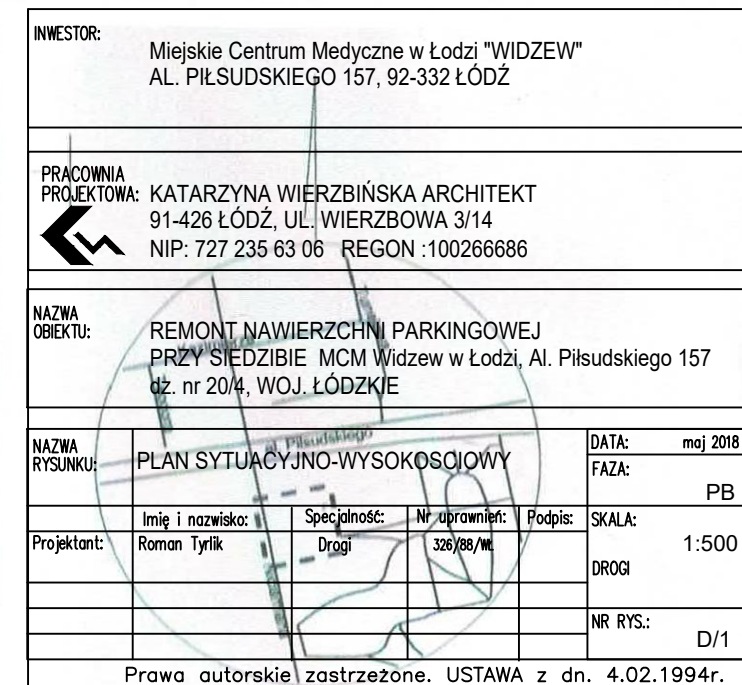 INWESTOR:
Miejskie Centrum Medyczne w Łodzi "WIDZEW"
AL. PIŁSUDSKIEGO 157, 92-332 ŁÓDŹ
PRACOWNIA
PROJEKTOWA: KATARZYNA WIERZBIŃSKA ARCHITEKT
91-426 ŁÓDŹ, UL. WIERZBOWA 3/14
NIP: 727 235 63 06 REGON :100266686
NAZWA
OBIEKTU:
REMONT NAWIERZCHNI PARKINGOWEJ
PRZY SIEDZIBIE MCM Widzew w Łodzi, Al. Piłsudskiego 157
dz. nr 20/4, WOJ. ŁÓDZKIE
al. Piłsudskiego
NAZWA
RYSUNKU:
PLAN SYTUACYJNO-WYSOKOSCIOWY
DATA: maj 2018
FAZA:
PB
Imię i nazwisko: Specjalność: Nr uprawnień: Podpis:
SKALA:
1:500
Projektant: Roman Tyrlik Drogi 326/88/WŁ
DROGI
NR RYS.:
D/1
Prawa autorskie zastrzeżone. USTAWA z dn. 4.02.1994r.